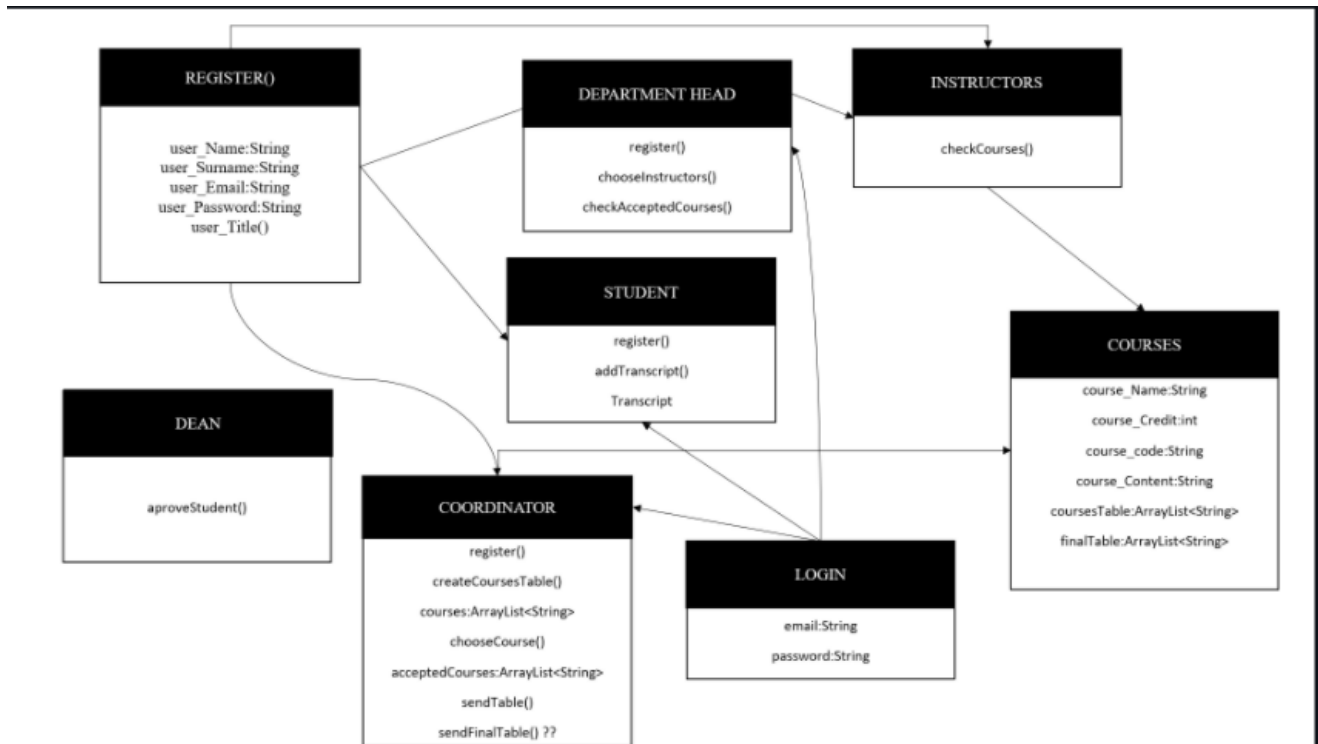 REGISTER()
user_Name:String
user_Surname:String
user_Email:String
user_Password:String
user_Title()
DEPARTMENT HEAD
register()
chooseInstructors()
checkAcceptedCourses()
INSTRUCTORS
checkCourses()
STUDENT
register()
addTranscript()
Transcript
COURSES
course_Name:String
course_Credit:int
course_code:String
course_Content:String
coursesTable:ArrayList<String>
finalTable:ArrayList<String>
DEAN
aproveStudent()
COORDINATOR
register()
createCoursesTable()
courses:ArrayList<String>
chooseCourse()
acceptedCourses:ArrayList<String>
sendTable()
sendFinalTable() ??
LOGIN
email:String
password:String